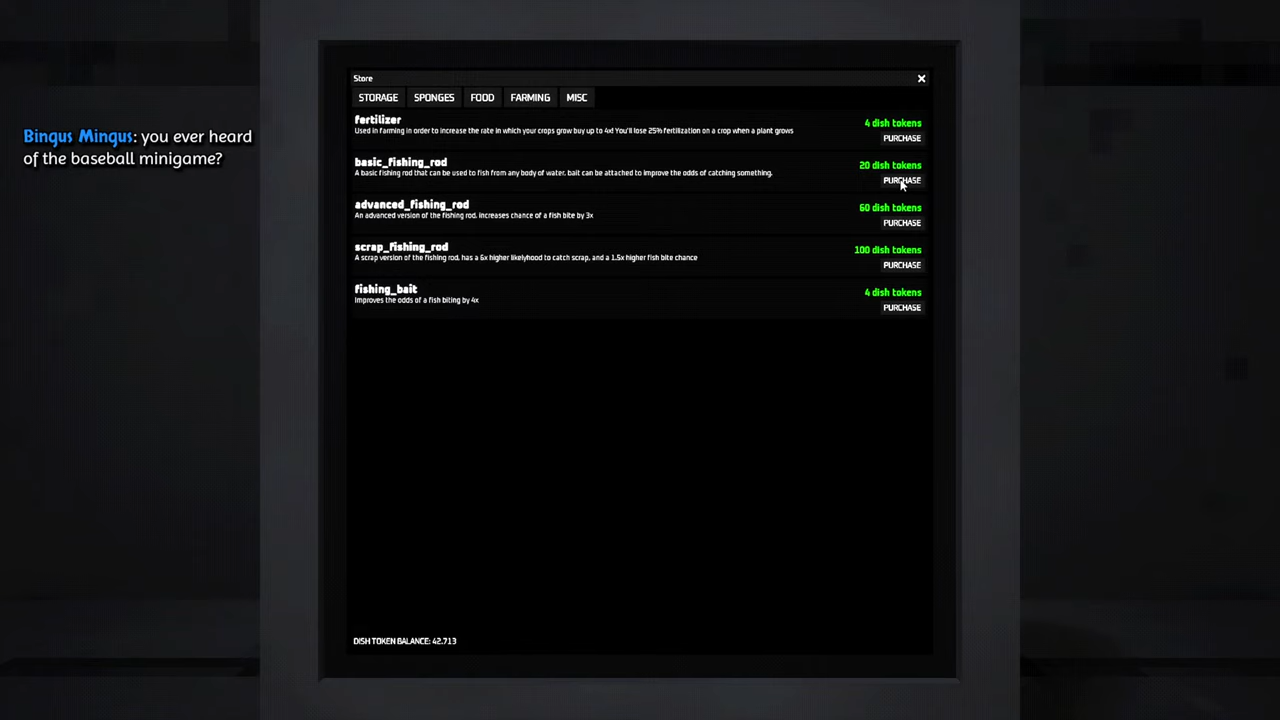 Store
STORAGE SPONGES FOOD FARMING MISC
fertilizer
Used in farming in order to increase the rate in which your crops grow buy up to 4x! You'll lose 25% fertilization on a crop when a plant grows
4 dish tokens
PURCHASE
basic_fishing_rod
A basic fishing rod that can be used to fish from any body of water. bait can be attached to improve the odds of catching something.
20 dish tokens
PURCHASE
advanced_fishing_rod
An advanced version of the fishing rod. Increases chance of a fish bite by 3x
60 dish tokens
PURCHASE
scrap_fishing_rod
A scrap version of the fishing rod, has a 6x higher likelyhood to catch scrap, and a 1.5x higher fish bite chance
100 dish tokens
PURCHASE
fishing_bait
Improves the odds of a fish biting by 4x
4 dish tokens
PURCHASE
DISH TOKEN BALANCE: 42.713
Bingus Mingus: you ever heard
of the baseball minigame?